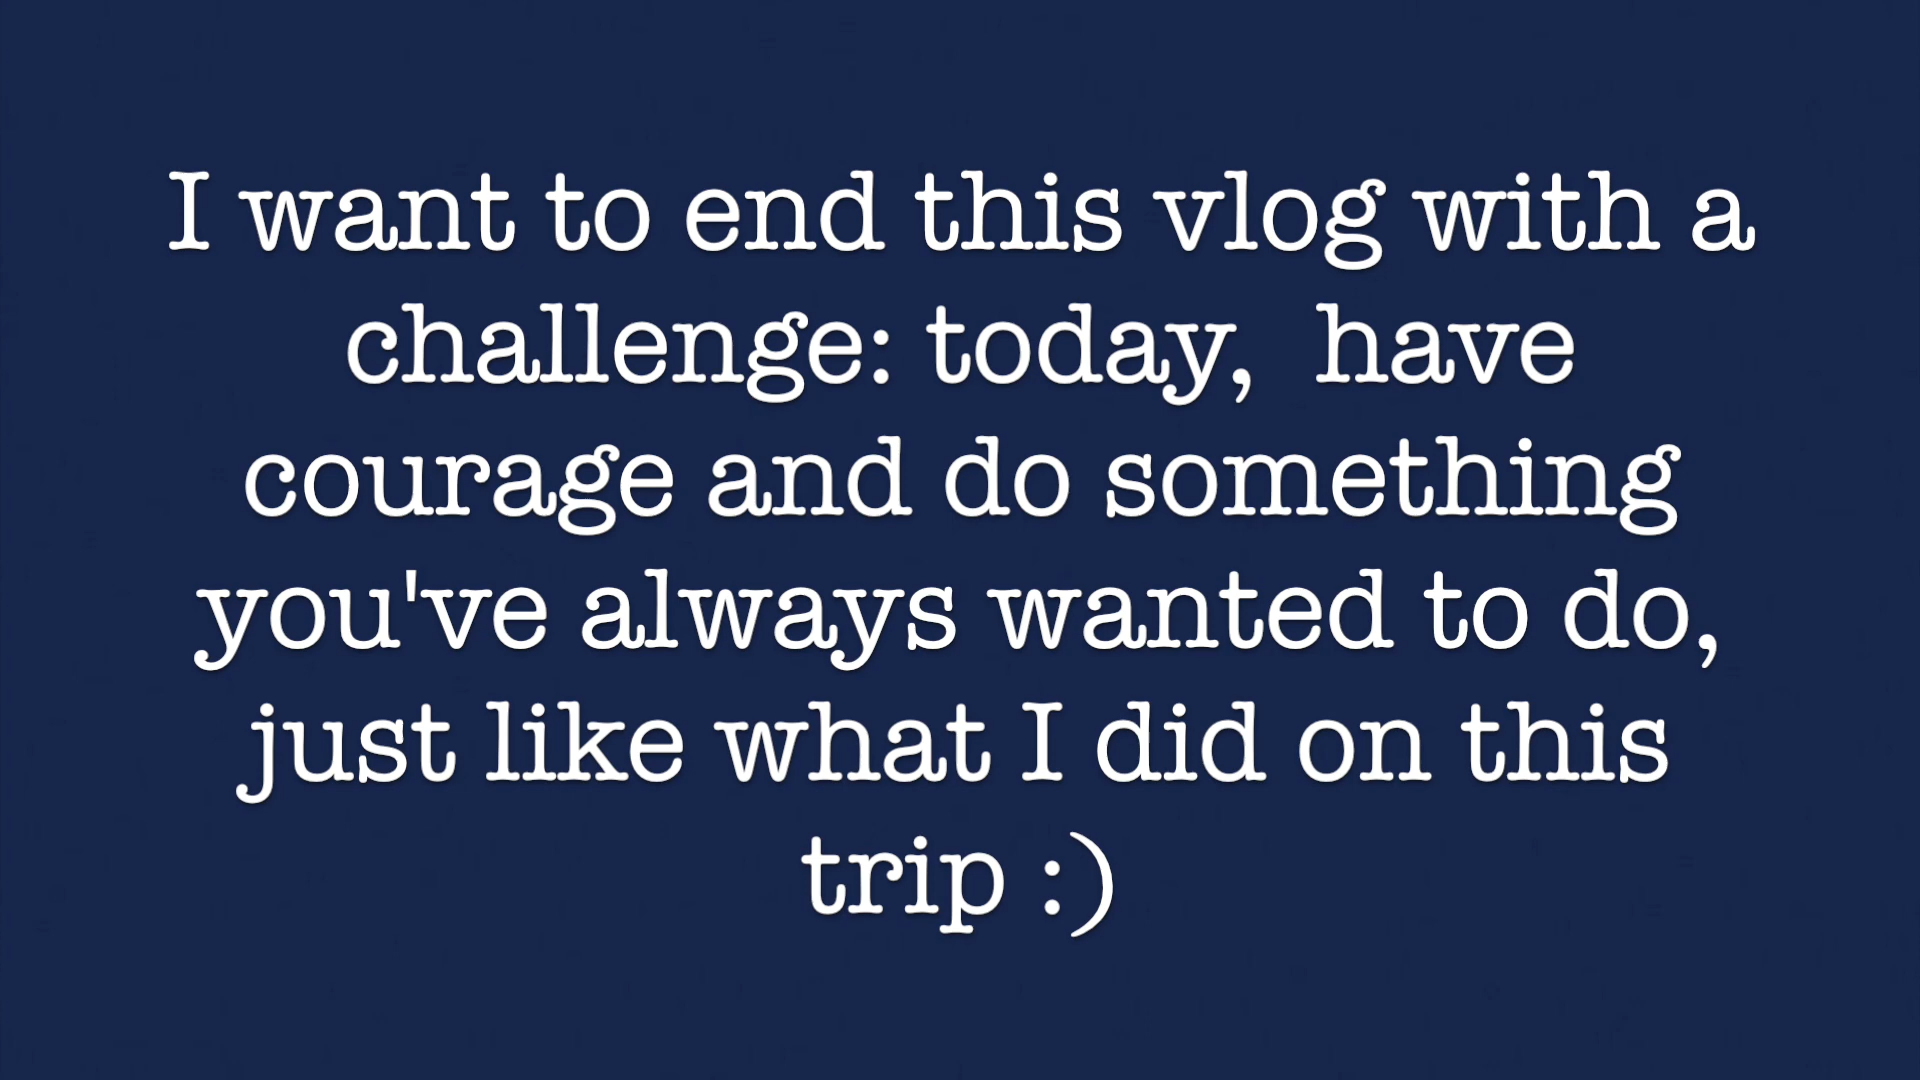 I want to end this vlog with a
challenge: today,  have
courage and do something
you've always wanted to do,
just like what I did on this
trip :)